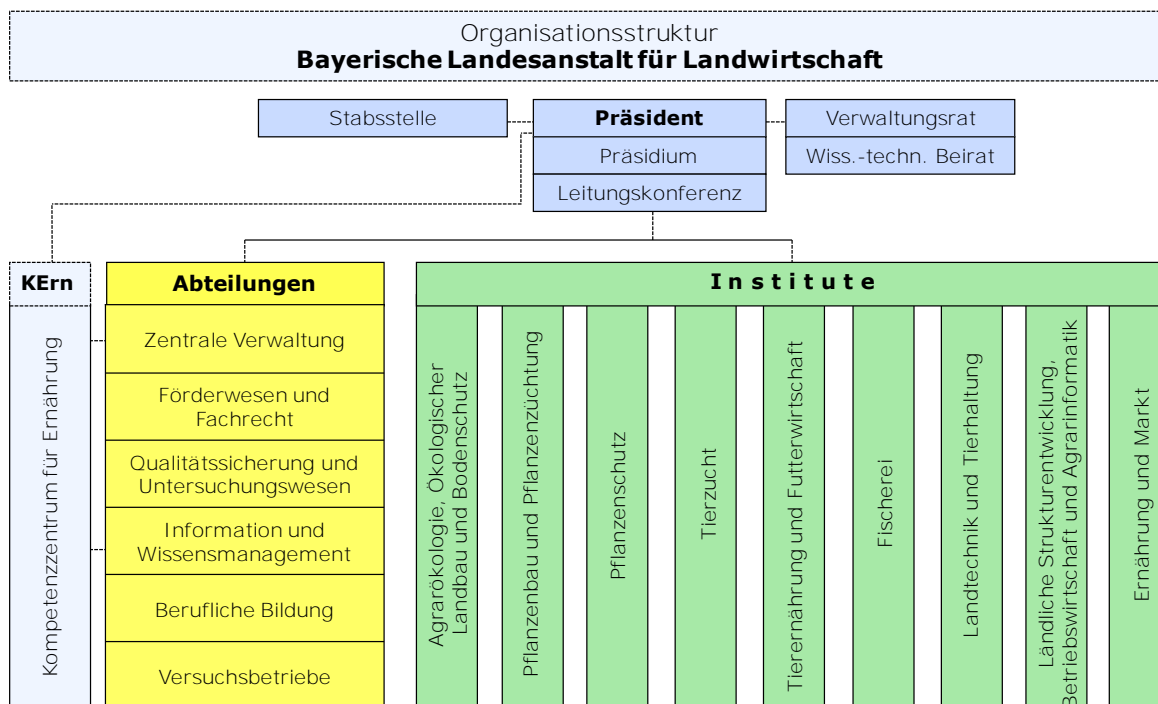 Organisationsstruktur
Bayerische Landesanstalt für Landwirtschaft
Stabsstelle
Präsident
Verwaltungsrat
Präsidium
Wiss.-techn. Beirat
Leitungskonferenz
KErn
Kompetenzzentrum für Ernährung
Abteilungen
Zentrale Verwaltung
Förderwesen und
Fachrecht
Qualitätssicherung und
Untersuchungswesen
Information und
Wissensmanagement
Berufliche Bildung
Versuchsbetriebe
Institute
Agrarökologie, Ökologischer
Landbau und Bodenschutz
Pflanzenbau und Pflanzenzüchtung
Pflanzenschutz
Tierzucht
Tierernährung und Futterwirtschaft
Fischerei
Landtechnik und Tierhaltung
Ländliche Strukturentwicklung,
Betriebswirtschaft und Agrarinformatik
Ernährung und Markt